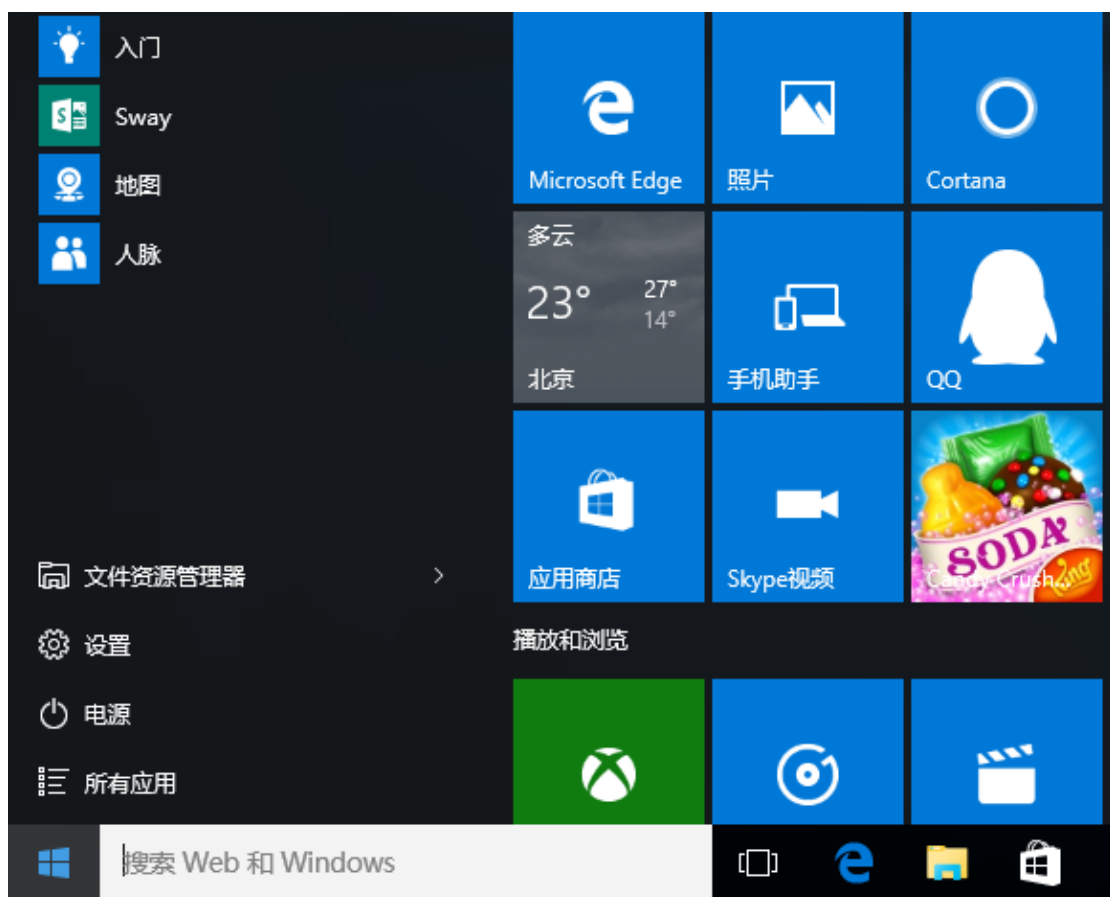 入门
Sway
地图
人脉
文件资源管理器
设置
电源
所有应用
Microsoft Edge
照片
Cortana
多云
23° 27°
14°
北京
手机助手
QQ
应用商店
Skype视频
SODA
King
Candy Crush...
播放和浏览
搜索 Web 和 Windows